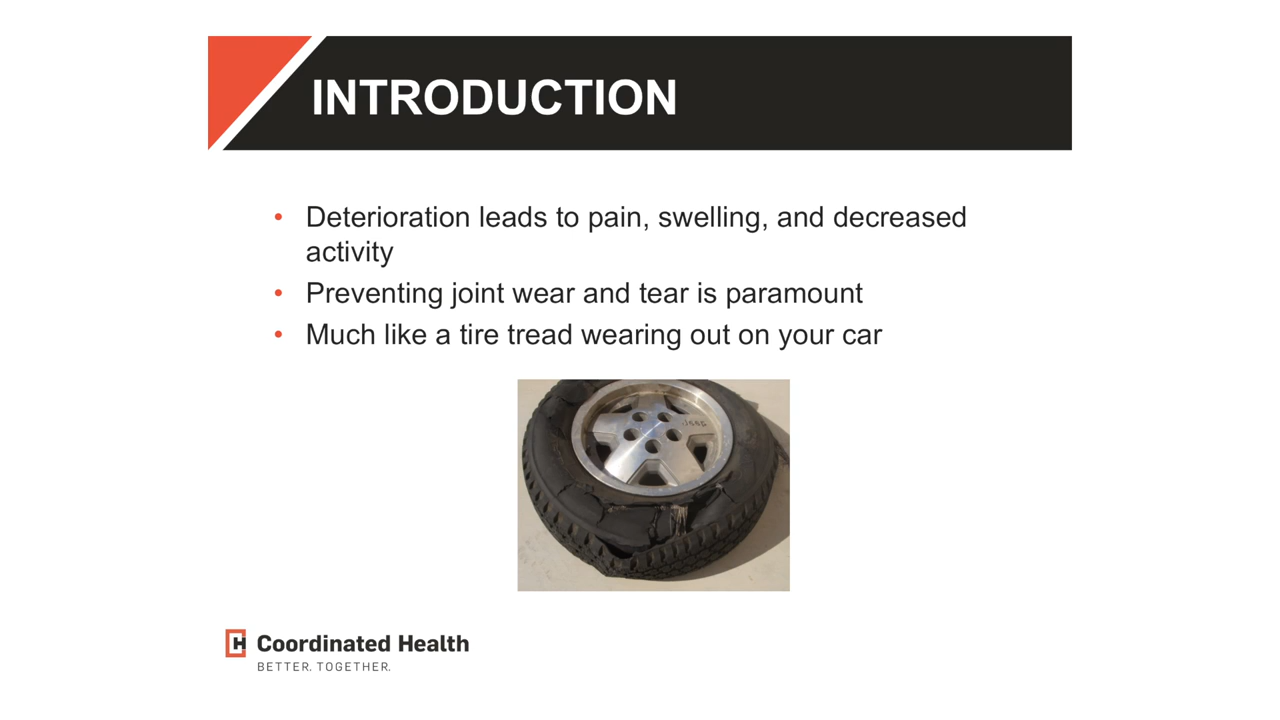 INTRODUCTION
• Deterioration leads to pain, swelling, and decreased
activity
• Preventing joint wear and tear is paramount
• Much like a tire tread wearing out on your car
CH Coordinated Health
BETTER. TOGETHER.